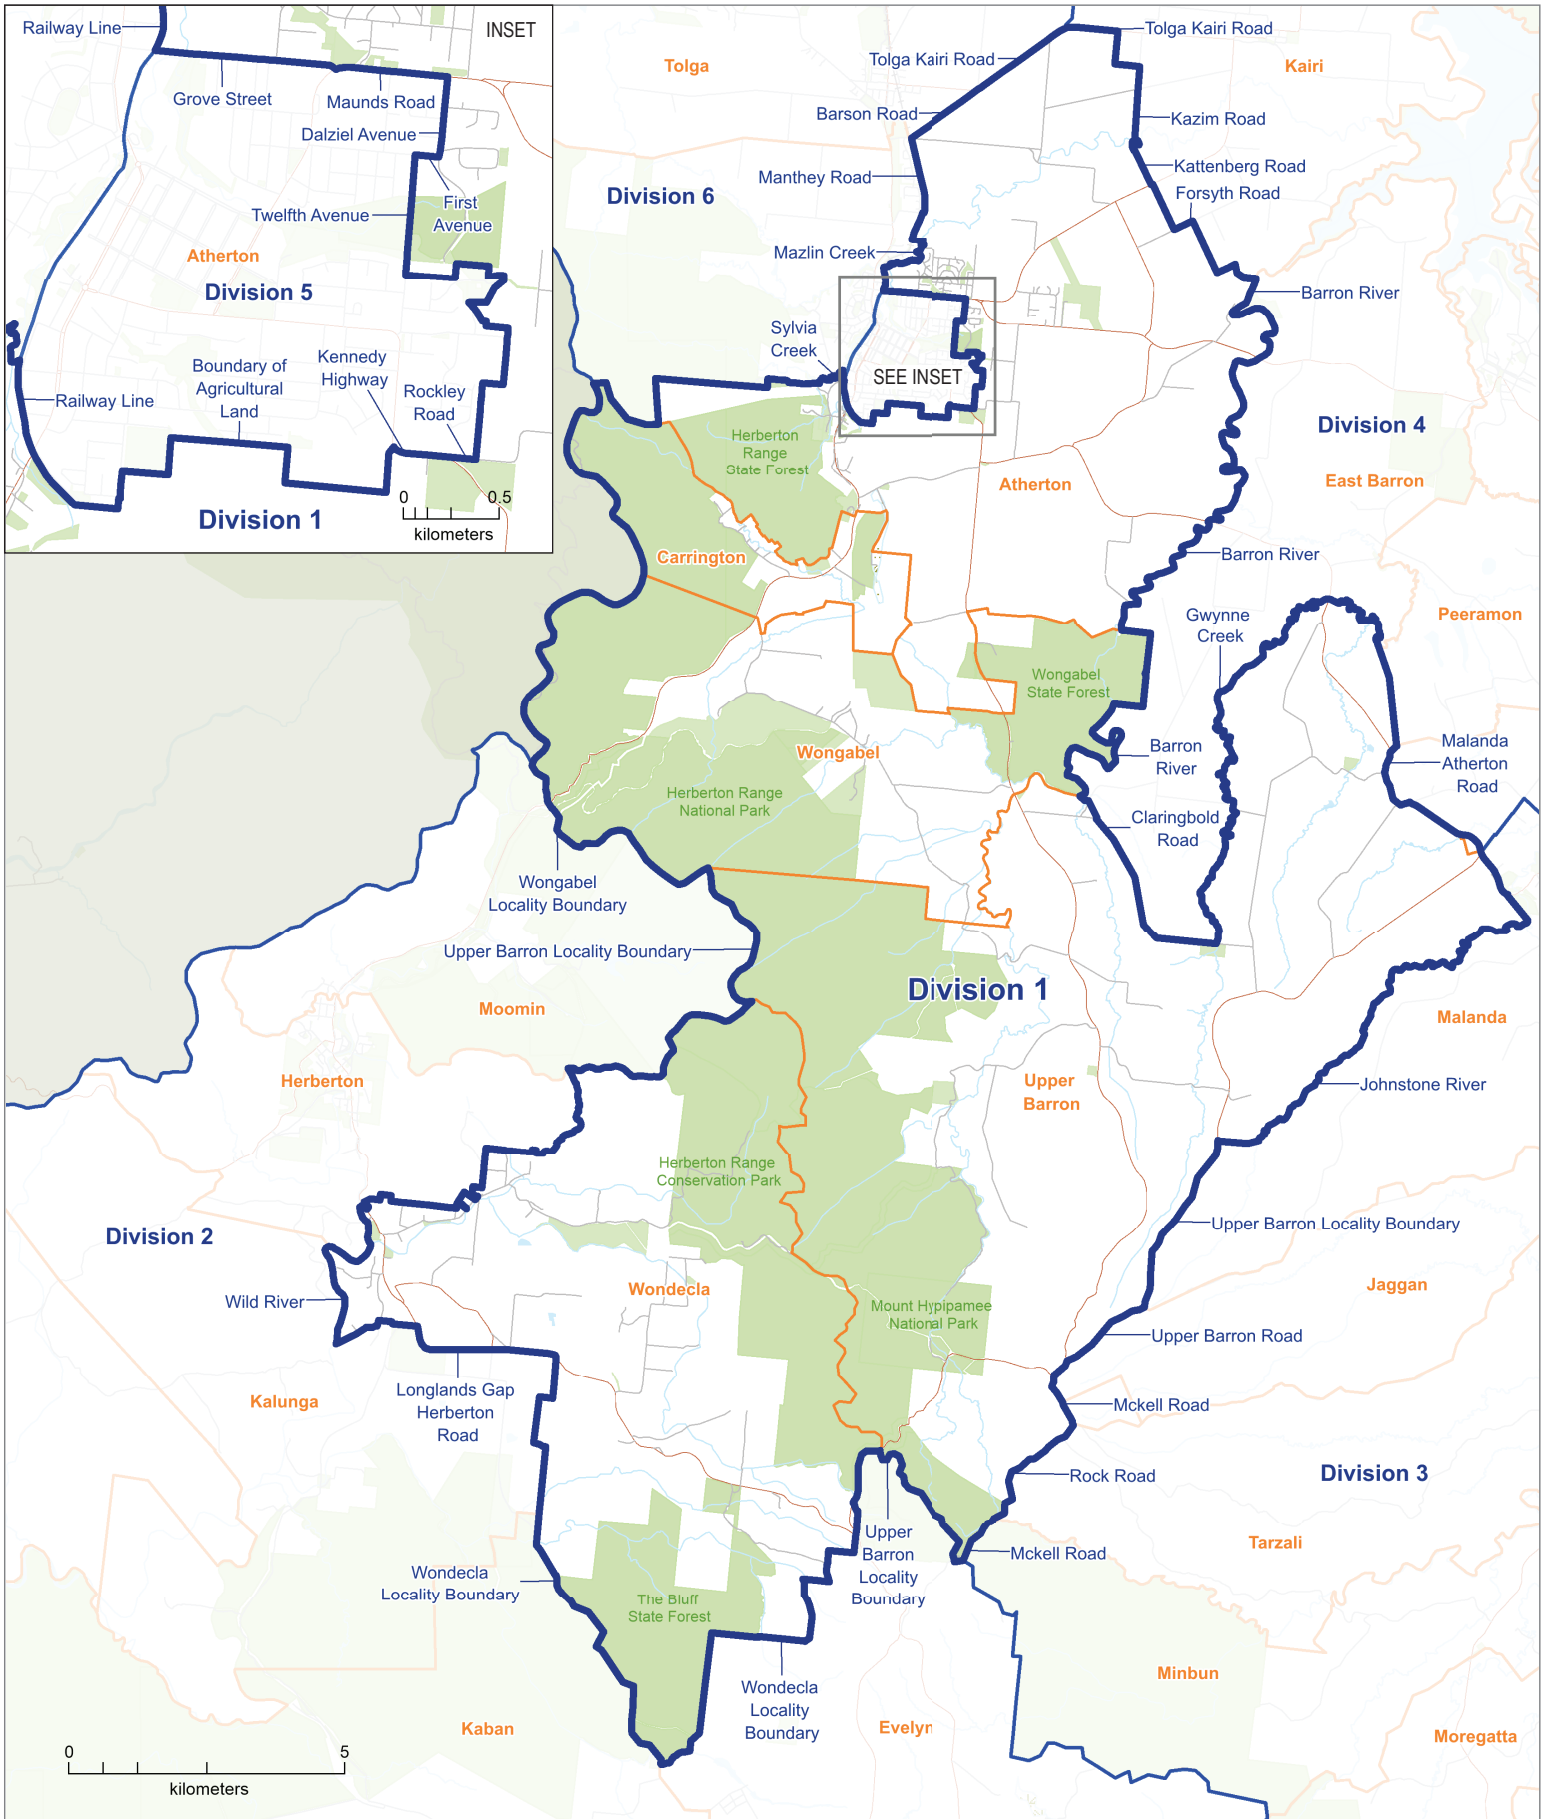 Railway Line
INSET
Grove Street
Maunds Road
Dalziel Avenue
First
Avenue
Twelfth Avenue
Atherton
Division 5
Boundary of
Agricultural
Land
Kennedy
Highway
Rockley
Road
Railway Line
Division 1
0
0.5
kilometers
Tolga
Tolga Kairi Road
Tolga Kairi Road
Kairi
Barson Road
Kazim Road
Kattenberg Road
Forsyth Road
Manthey Road
Division 6
Mazlin Creek
Barron River
Sylvia
Creek
SEE INSET
Division 4
Herberton
Range
State Forest
Atherton
East Barron
Carrington
Barron River
Gwynne
Creek
Peeramon
Wongabel
State Forest
Wongabel
Barron
River
Malanda
Atherton
Road
Herberton Range
National Park
Claringbold
Road
Wongabel
Locality Boundary
Upper Barron Locality Boundary
Division 1
Moomin
Malanda
Herberton
Upper
Barron
Johnstone River
Herberton Range
Conservation Park
Division 2
Upper Barron Locality Boundary
Wondecla
Jaggan
Wild River
Mount Hypipamee
National Park
Upper Barron Road
Kalunga
Longlands Gap
Herberton
Road
Mckell Road
Rock Road
Division 3
Upper
Barron
Locality
Boundary
Mckell Road
Tarzali
Wondecla
Locality Boundary
The Bluff
State Forest
Minbun
Wondecla
Locality
Boundary
Kaban
Evelyn
Moregatta
0
5
kilometers